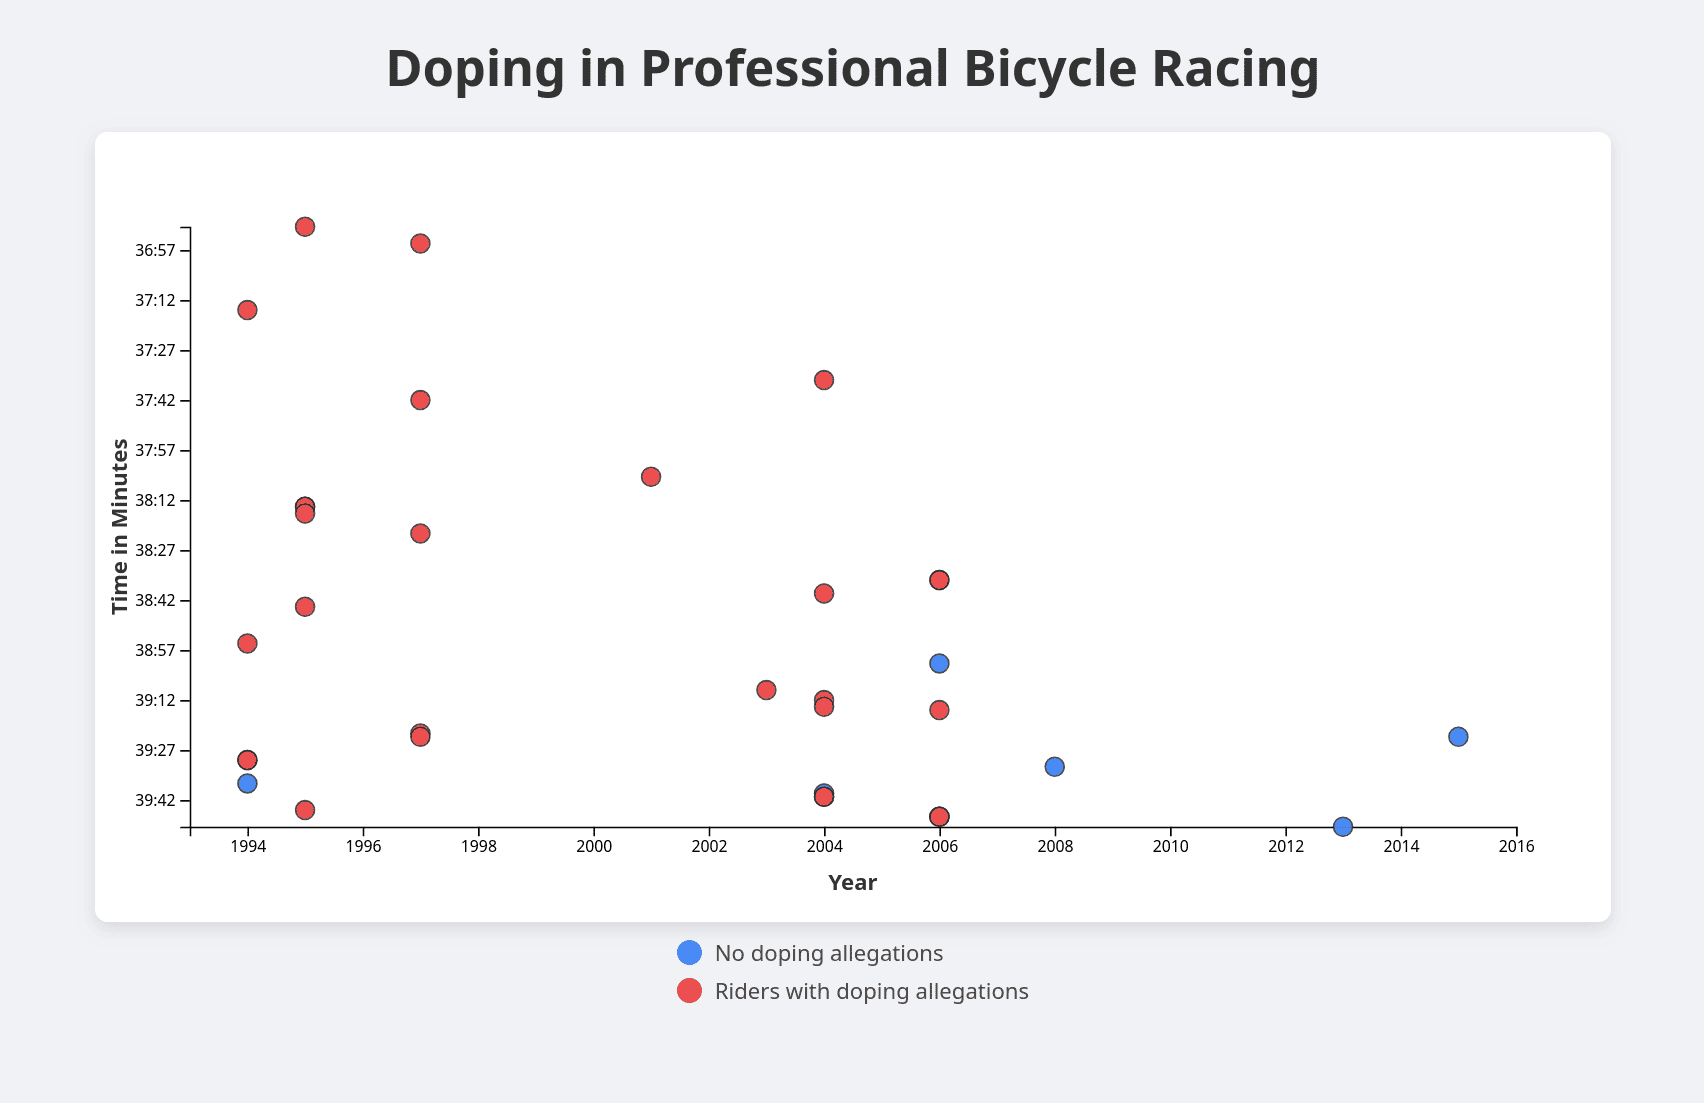 Doping in Professional Bicycle Racing
Time in Minutes
36:57
37:12
37:27
37:42
37:57
38:12
38:27
38:42
38:57
39:12
39:27
39:42
1994 1996 1998 2000 2002 2004 2006 2008 2010 2012 2014 2016
Year
No doping allegations
Riders with doping allegations